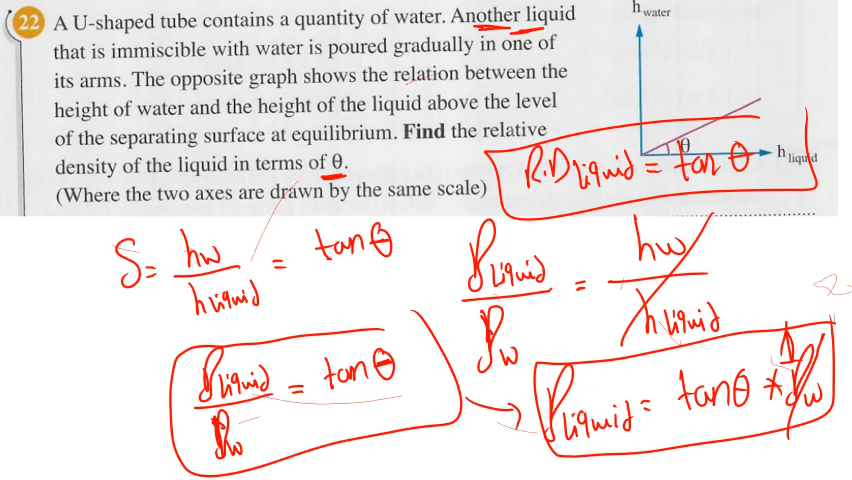 22 A U-shaped tube contains a quantity of water. Another liquid
that is immiscible with water is poured gradually in one of
its arms. The opposite graph shows the relation between the
height of water and the height of the liquid above the level
of the separating surface at equilibrium. Find the relative
density of the liquid in terms of θ.
(Where the two axes are drawn by the same scale)
h water
θ
h liquid
R.D liquid = tan θ
S = hw / h liquid = tan θ
ρ liquid / ρw = hw / h liquid
ρ liquid / ρw = tan θ
ρ liquid = tan θ * ρw
1